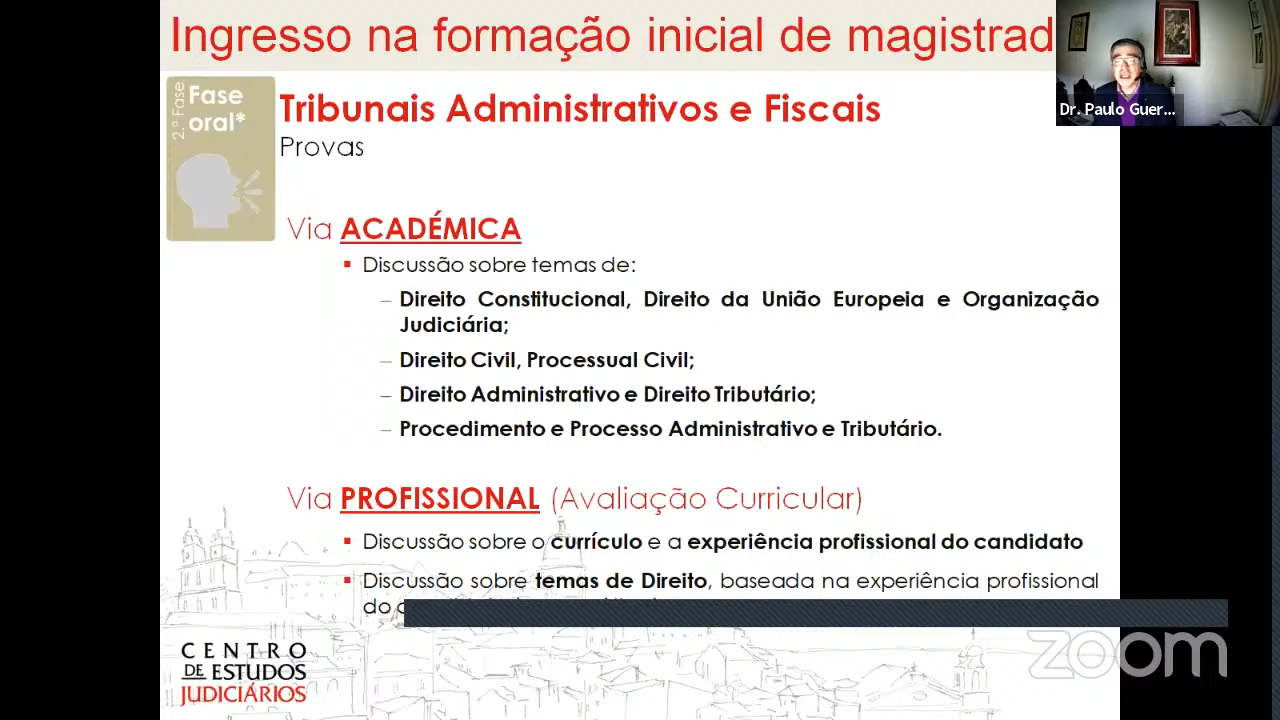 Ingresso na formação inicial de magistrad
Dr. Paulo Guer...
2.ª Fase
Fase
oral*
Tribunais Administrativos e Fiscais
Provas
Via ACADÉMICA
▪ Discussão sobre temas de:
– Direito Constitucional, Direito da União Europeia e Organização
Judiciária;
– Direito Civil, Processual Civil;
– Direito Administrativo e Direito Tributário;
– Procedimento e Processo Administrativo e Tributário.
Via PROFISSIONAL (Avaliação Curricular)
▪ Discussão sobre o currículo e a experiência profissional do candidato
▪ Discussão sobre temas de Direito, baseada na experiência profissional
do
CENTRO
DE ESTUDOS
JUDICIÁRIOS
zoom